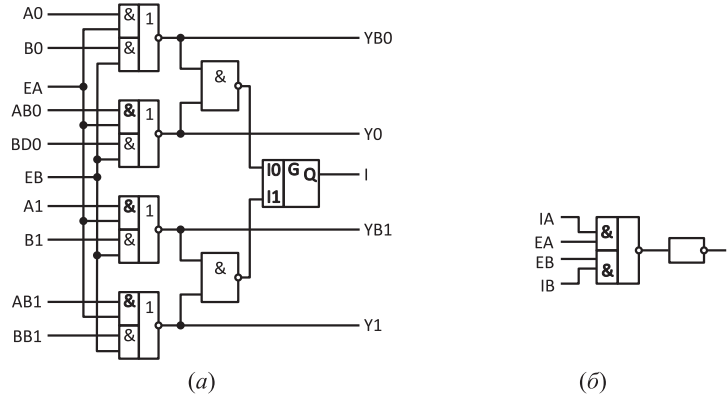 A0
& 1
B0
&
YB0
EA
&
AB0
& 1
BD0
&
Y0
EB
I0 G Q
I1
I
A1
& 1
B1
&
YB1
&
AB1
& 1
BB1
&
Y1
(а)
IA
EA
&
EB
IB
&
(б)